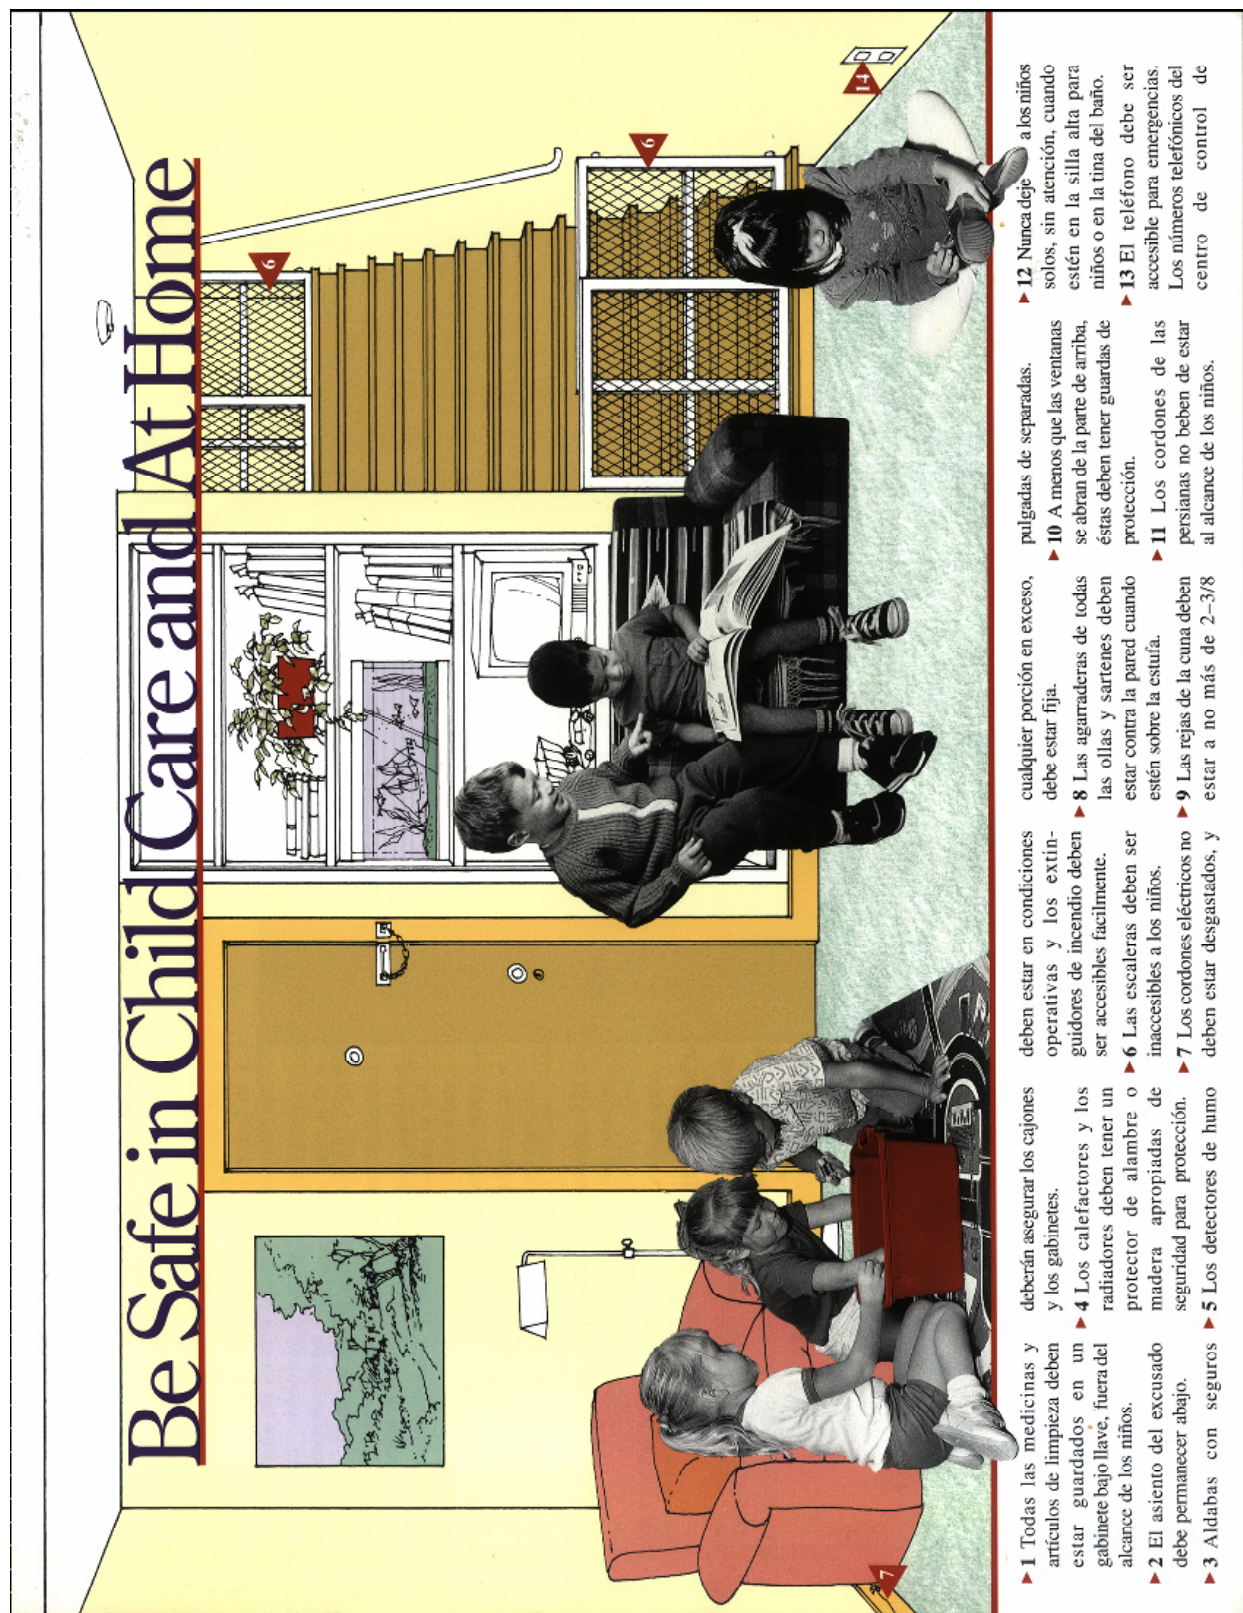 Be Safe in Child Care and At Home
6
6
14
7
1 Todas las medicinas y
artículos de limpieza deben
estar guardados en un
gabinete bajo llave, fuera del
alcance de los niños.
2 El asiento del excusado
debe permanecer abajo.
3 Aldabas con seguros
deberán asegurar los cajones
y los gabinetes.
4 Los calefactores y los
radiadores deben tener un
protector de alambre o
madera apropiadas de
seguridad para protección.
5 Los detectores de humo
deben estar en condiciones
operativas y los extin-
guidores de incendio deben
ser accesibles facilmente.
6 Las escaleras deben ser
inaccesibles a los niños.
7 Los cordones eléctricos no
deben estar desgastados, y
cualquier porción en exceso,
debe estar fija.
8 Las agarraderas de todas
las ollas y sartenes deben
estar contra la pared cuando
estén sobre la estufa.
9 Las rejas de la cuna deben
estar a no más de 2–3/8
pulgadas de separadas.
10 A menos que las ventanas
se abran de la parte de arriba,
éstas deben tener guardas de
protección.
11 Los cordones de las
persianas no beben de estar
al alcance de los niños.
12 Nunca deje a los niños
solos, sin atención, cuando
estén en la silla alta para
niños o en la tina del baño.
13 El teléfono debe ser
accesible para emergencias.
Los números telefónicos del
centro de control de